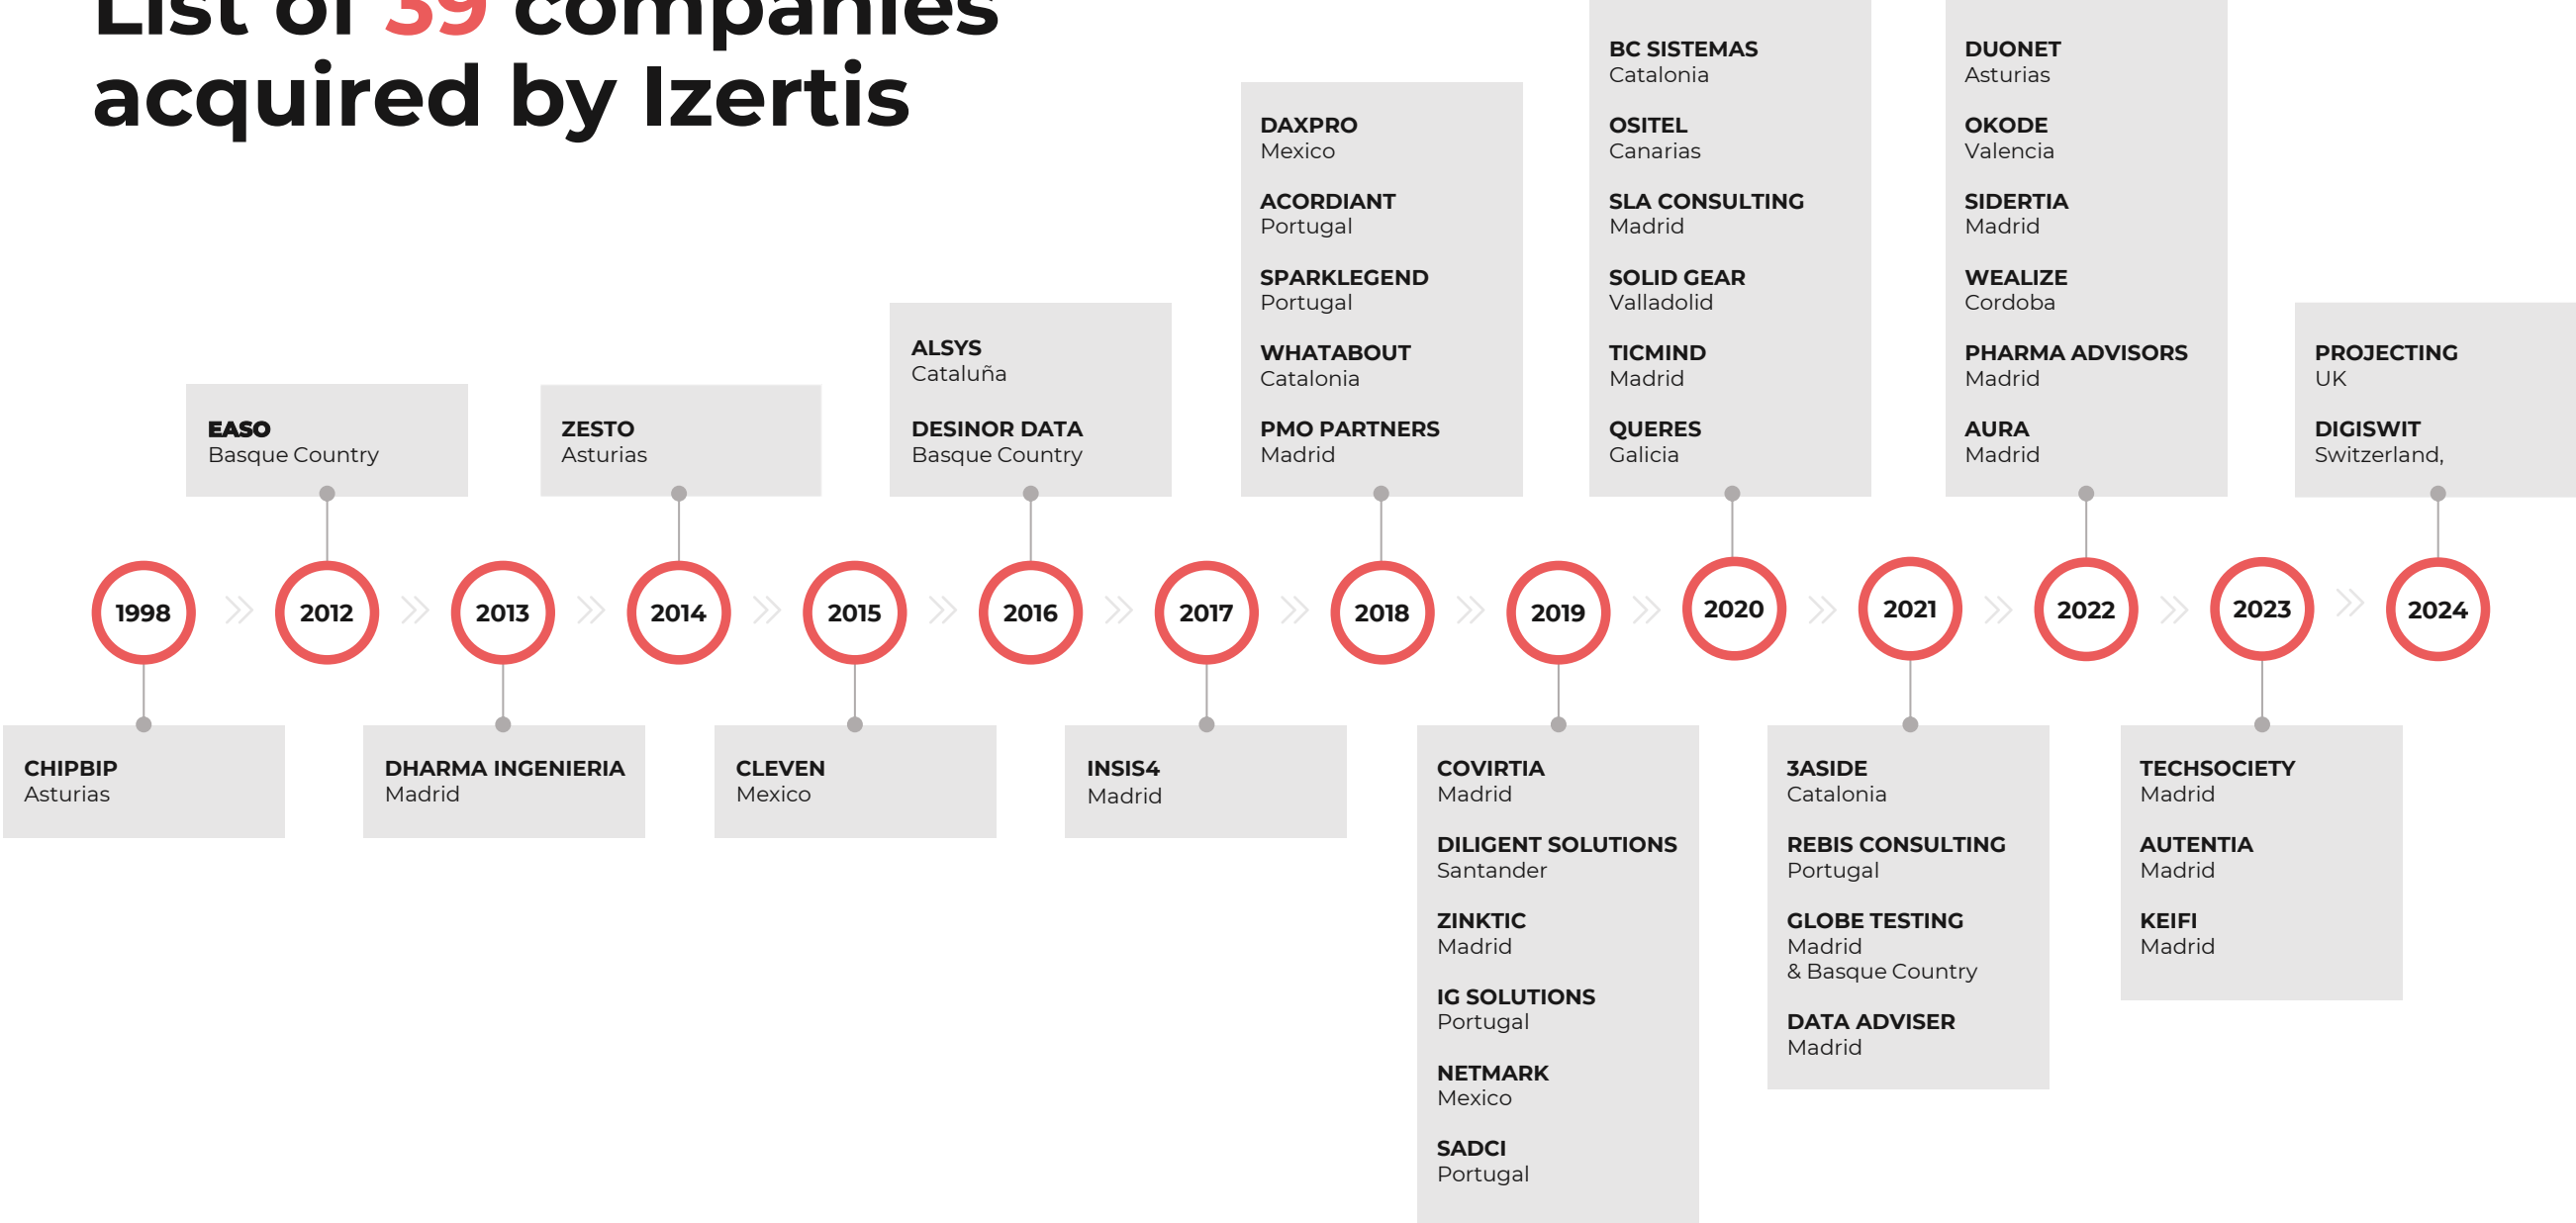 List of 39 companies
acquired by Izertis
BC SISTEMAS
Catalonia
OSITEL
Canarias
SLA CONSULTING
Madrid
SOLID GEAR
Valladolid
TICMIND
Madrid
QUERES
Galicia
DUONET
Asturias
OKODE
Valencia
SIDERTIA
Madrid
WEALIZE
Cordoba
PHARMA ADVISORS
Madrid
AURA
Madrid
DAXPRO
Mexico
ACORDIANT
Portugal
SPARKLEGEND
Portugal
WHATABOUT
Catalonia
PMO PARTNERS
Madrid
ALSYS
Cataluña
DESINOR DATA
Basque Country
PROJECTING
UK
DIGISWIT
Switzerland,
EASO
Basque Country
ZESTO
Asturias
1998
2012
2013
2014
2015
2016
2017
2018
2019
2020
2021
2022
2023
2024
CHIPBIP
Asturias
DHARMA INGENIERIA
Madrid
CLEVEN
Mexico
INSIS4
Madrid
COVIRTIA
Madrid
DILIGENT SOLUTIONS
Santander
ZINKTIC
Madrid
IG SOLUTIONS
Portugal
NETMARK
Mexico
SADCI
Portugal
3ASIDE
Catalonia
REBIS CONSULTING
Portugal
GLOBE TESTING
Madrid
& Basque Country
DATA ADVISER
Madrid
TECHSOCIETY
Madrid
AUTENTIA
Madrid
KEIFI
Madrid